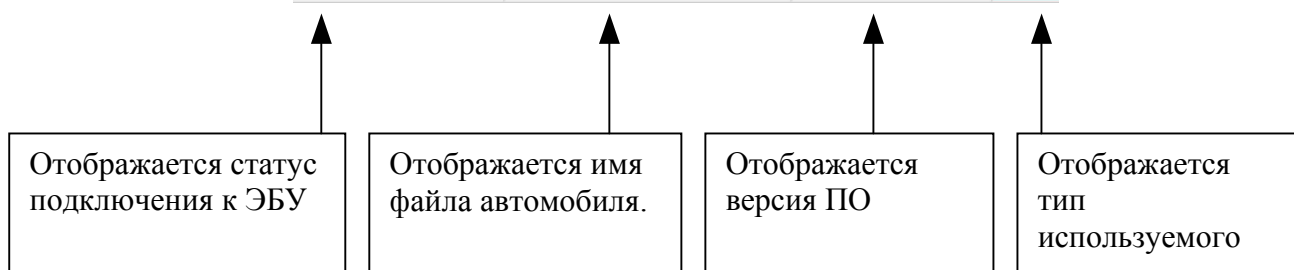 Отображается статус
подключения к ЭБУ
Отображается имя
файла автомобиля.
Отображается
версия ПО
Отображается
тип
используемого